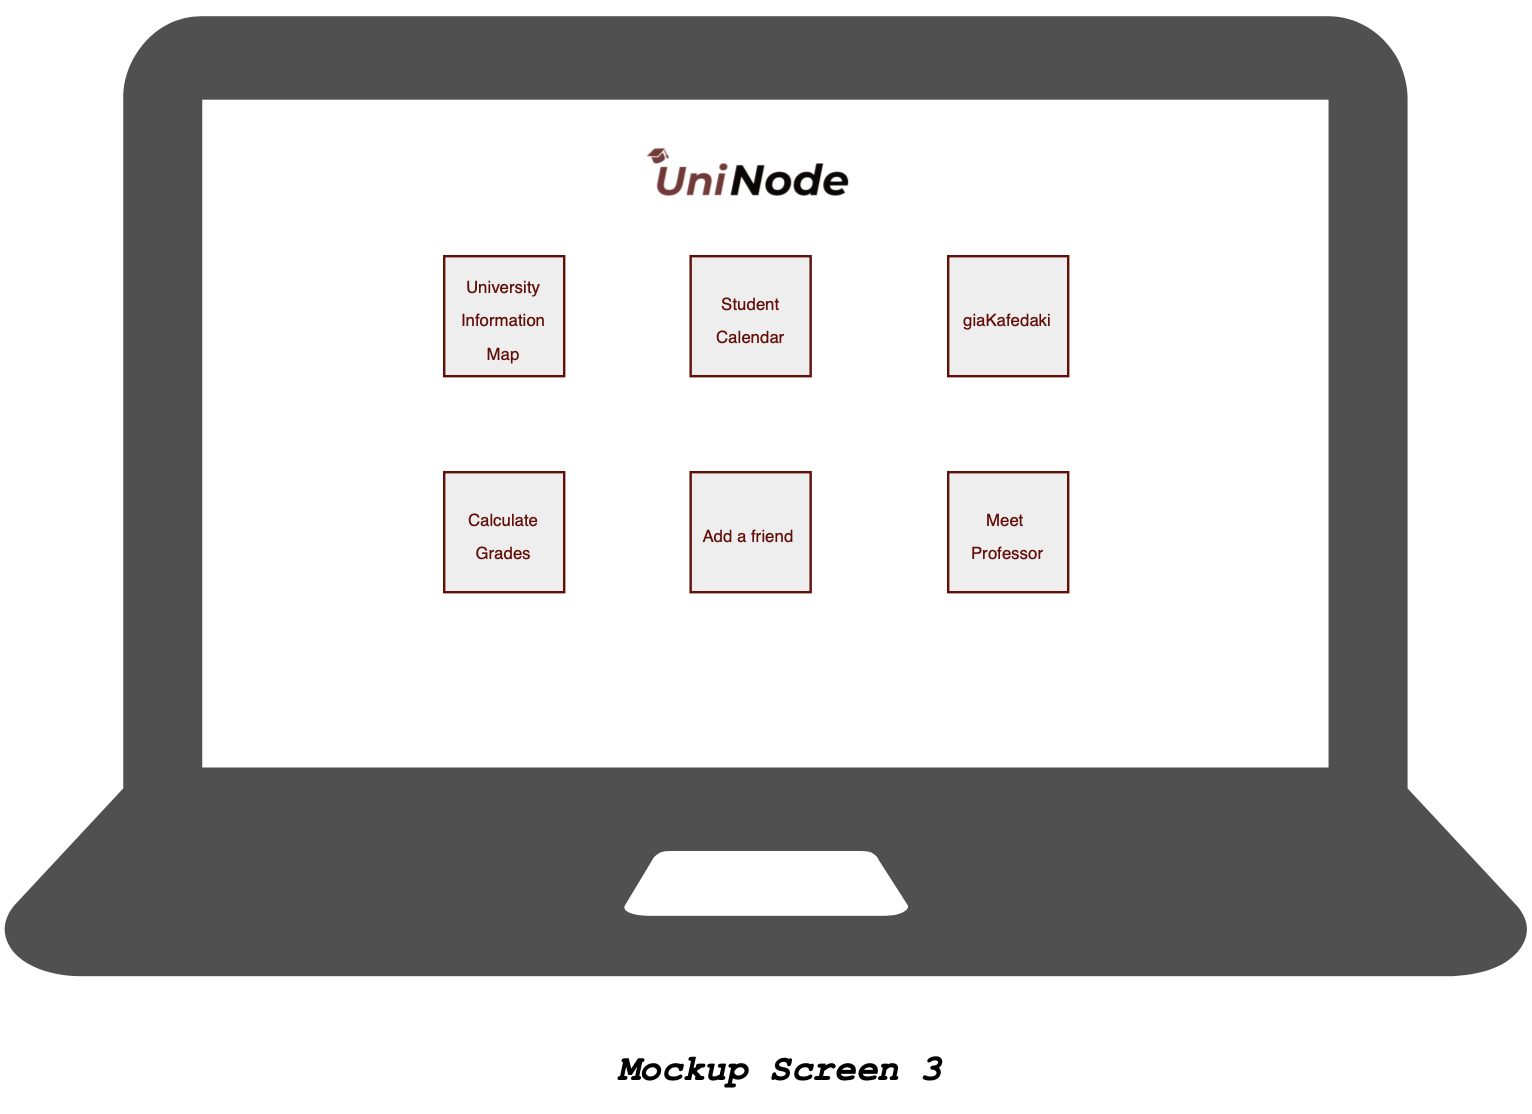 UniNode
University
Information
Map
Student
Calendar
giaKafedaki
Calculate
Grades
Add a friend
Meet
Professor
Mockup Screen 3